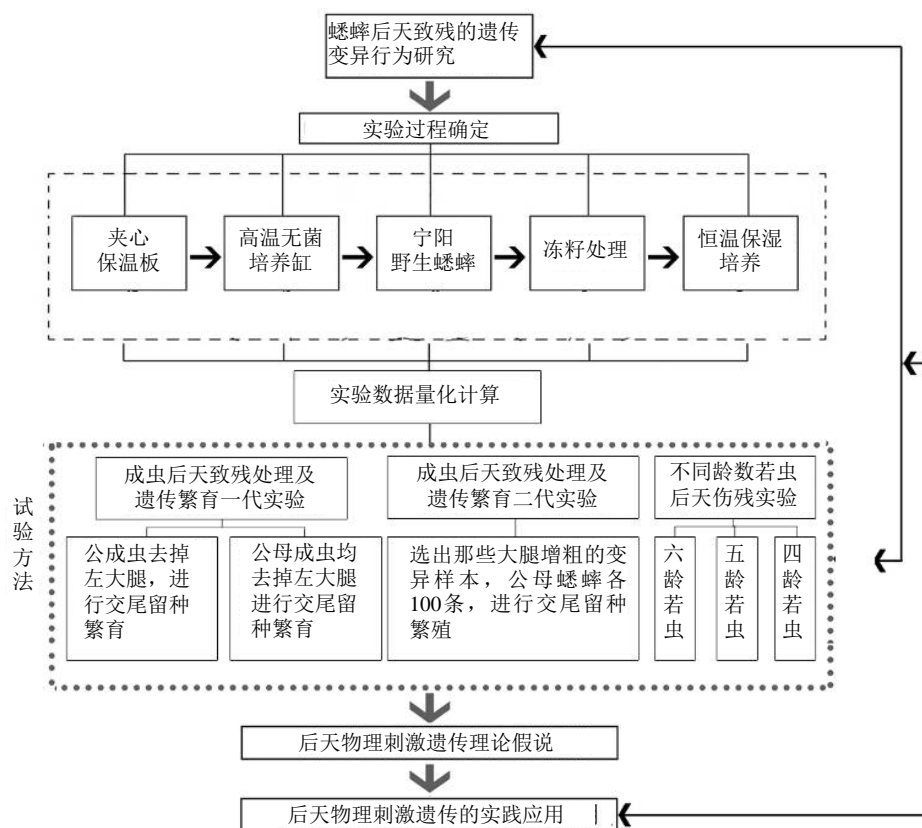 蟋蟀后天致残的遗传
变异行为研究
实验过程确定
夹心
保温板
高温无菌
培养缸
宁阳
野生蟋蟀
冻籽处理
恒温保湿
培养
实验数据量化计算
试
验
方
法
成虫后天致残处理及
遗传繁育一代实验
公成虫去掉
左大腿，进
行交尾留种
繁育
公母成虫均
去掉左大腿
进行交尾留
种繁育
成虫后天致残处理及
遗传繁育二代实验
选出那些大腿增粗的变
异样本，公母蟋蟀各
100条，进行交尾留种
繁殖
不同龄数若虫
后天伤残实验
六
龄
若
虫
五
龄
若
虫
四
龄
若
虫
后天物理刺激遗传理论假说
后天物理刺激遗传的实践应用